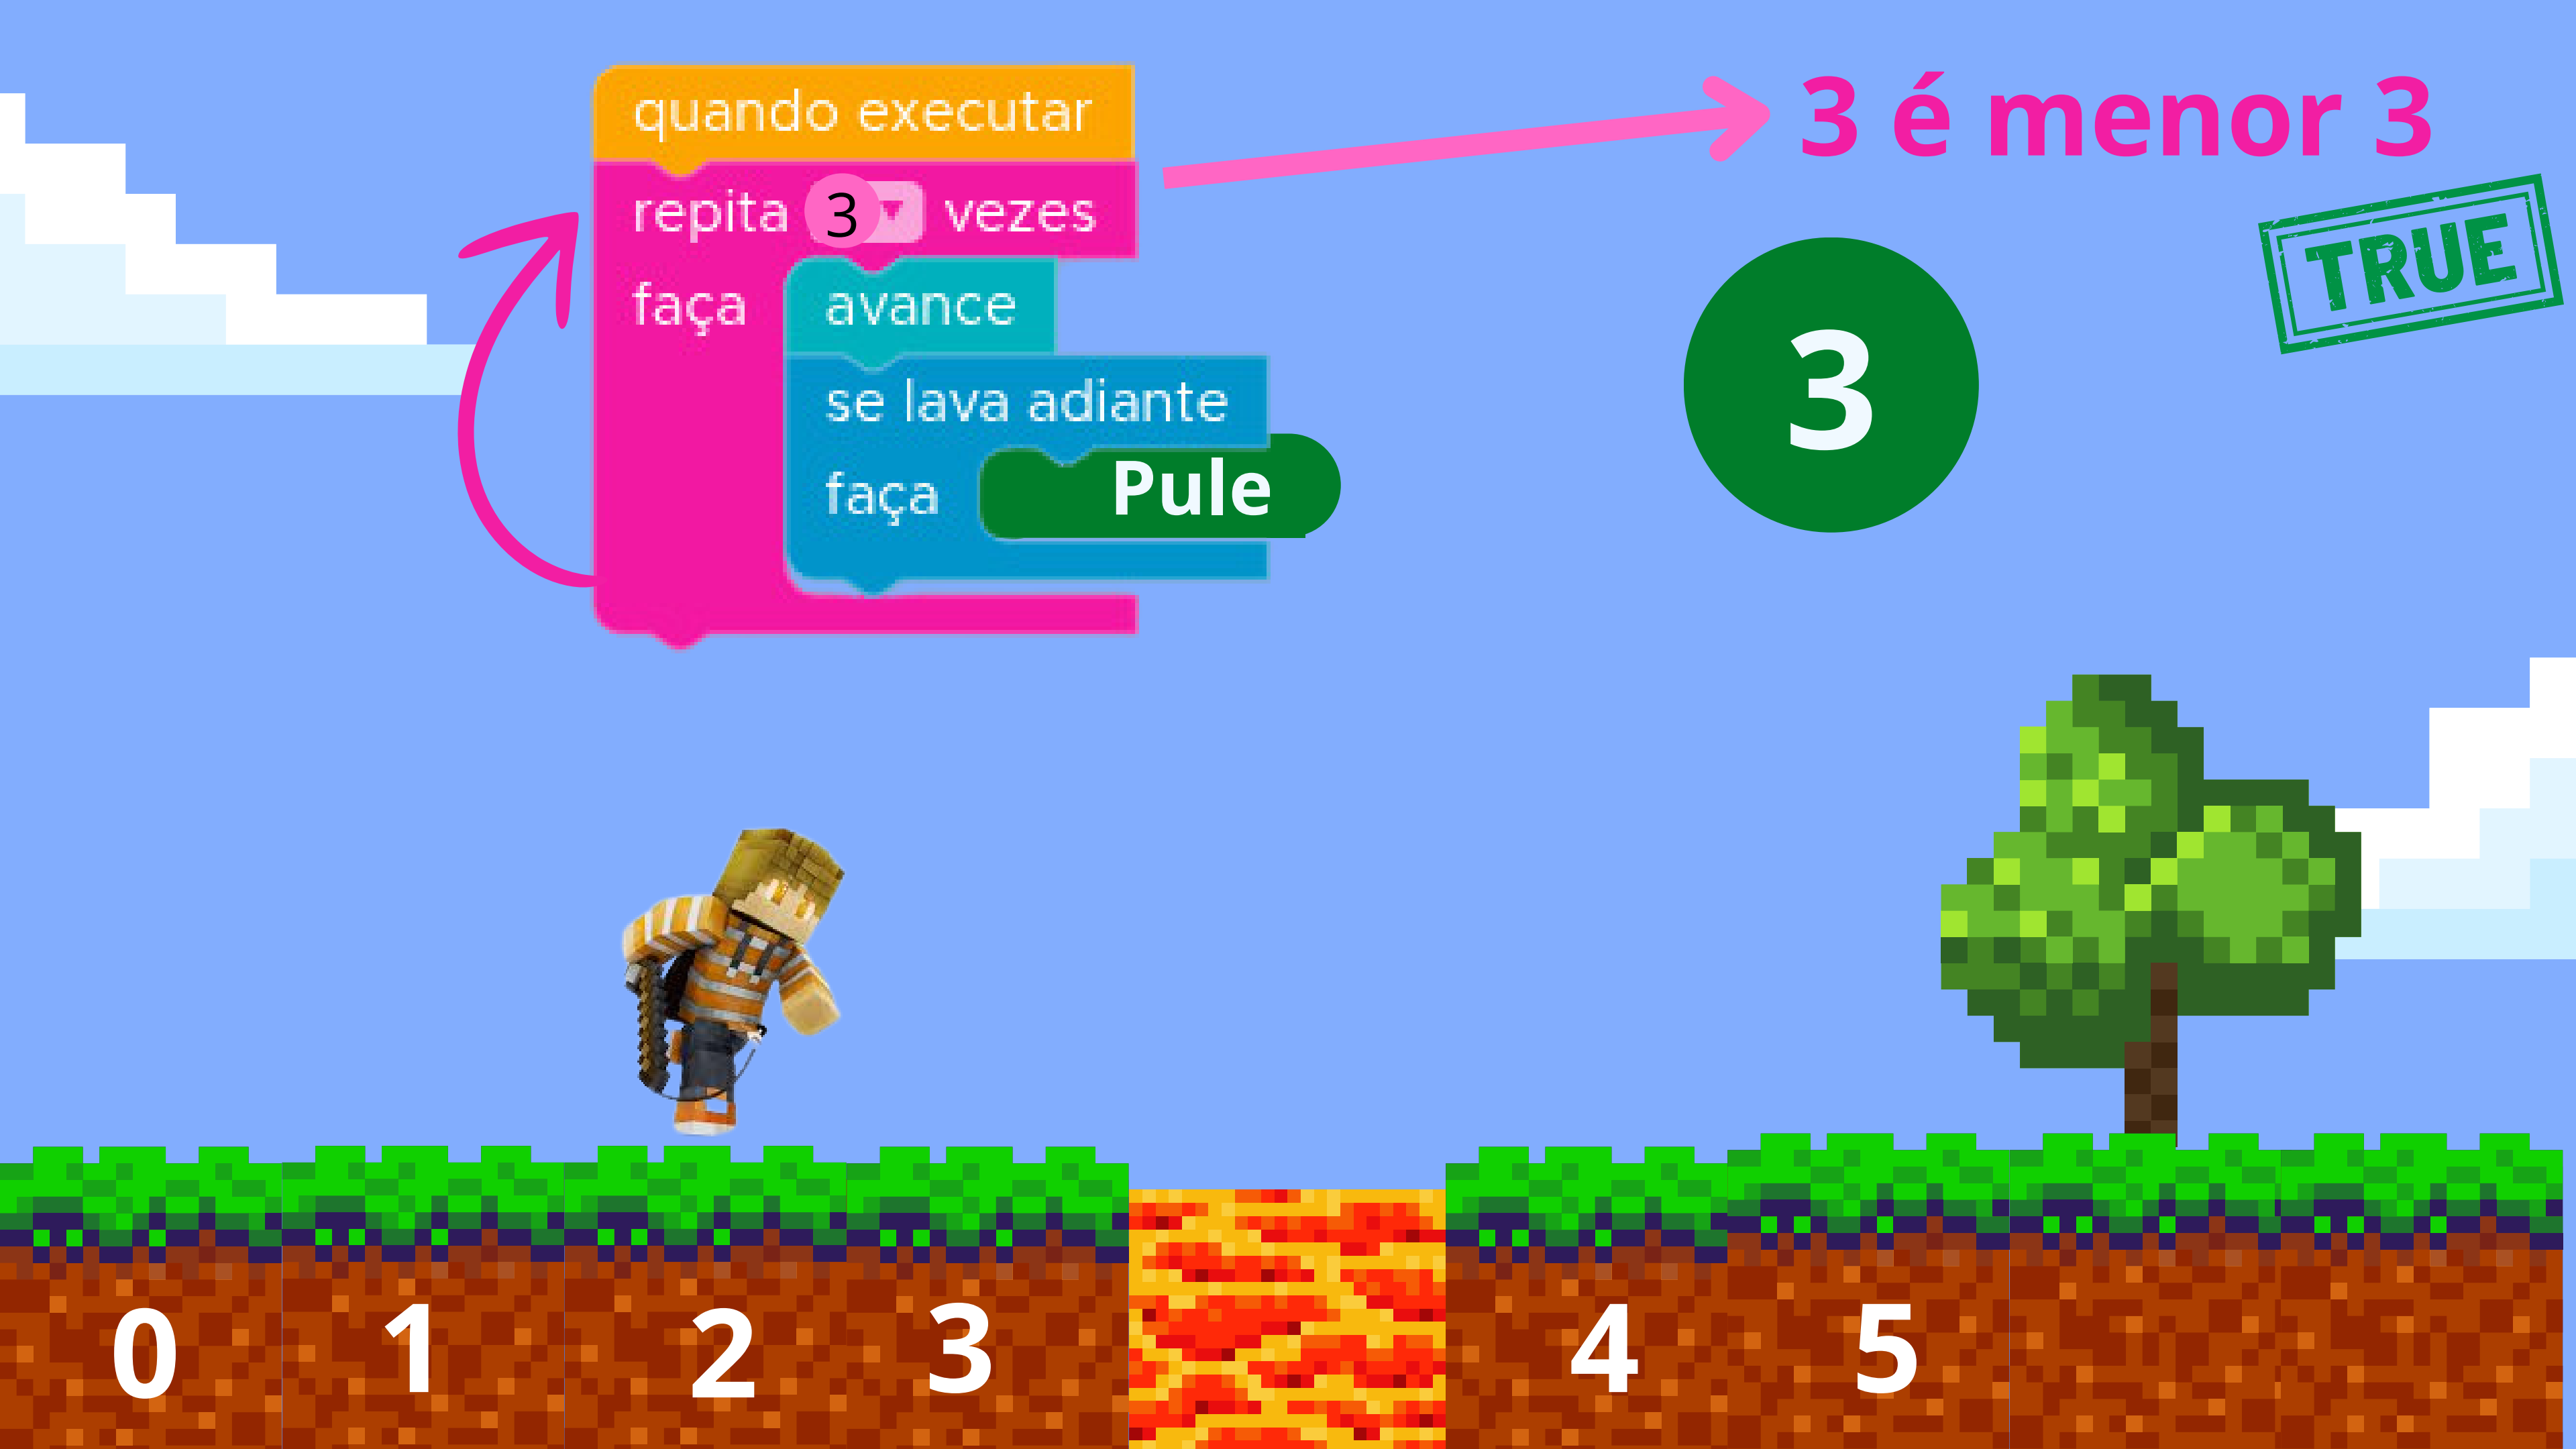 quando executar
repita 3 vezes
faça avance
se lava adiante
faça Pule
3 é menor 3
TRUE
3
0 1 2 3 4 5